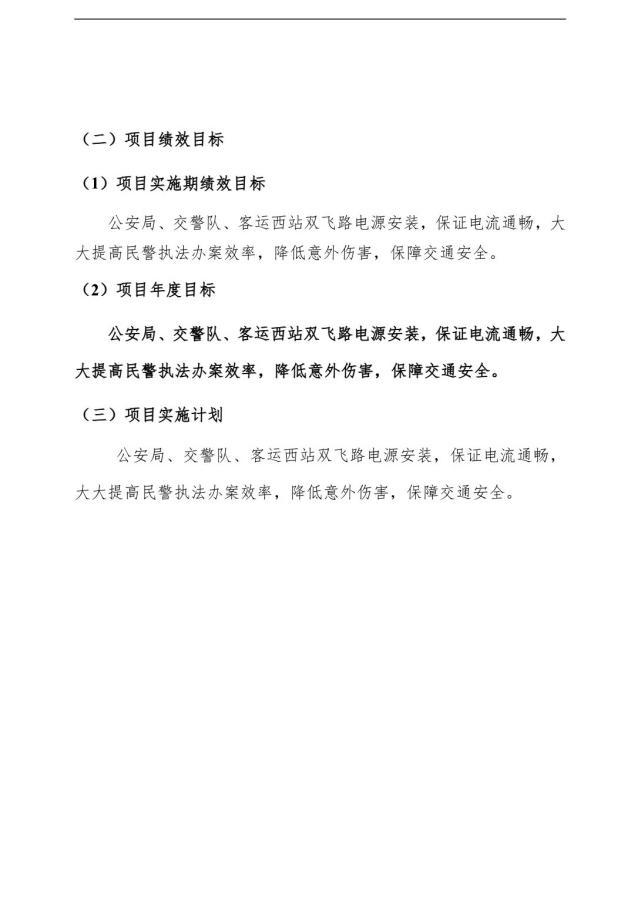 （二）项目绩效目标
（1）项目实施期绩效目标
公安局、交警队、客运西站双飞路电源安装，保证电流通畅，大
大提高民警执法办案效率，降低意外伤害，保障交通安全。
（2）项目年度目标
公安局、交警队、客运西站双飞路电源安装，保证电流通畅，大
大提高民警执法办案效率，降低意外伤害，保障交通安全。
（三）项目实施计划
公安局、交警队、客运西站双飞路电源安装，保证电流通畅，
大大提高民警执法办案效率，降低意外伤害，保障交通安全。